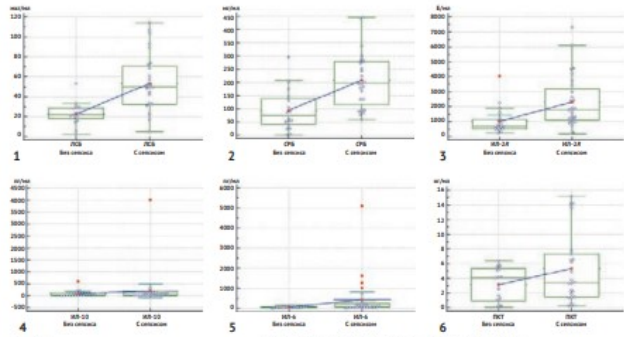 мкг/мл
120
100
80
60
40
20
0
ЛСБ
ЛСБ
Без сепсиса
С сепсисом
1
мг/мл
450
400
350
300
250
200
150
100
50
0
СРБ
СРБ
Без сепсиса
С сепсисом
2
Е/мл
8000
7000
6000
5000
4000
3000
2000
1000
0
ИЛ-2R
ИЛ-2R
Без сепсиса
С сепсисом
3
пг/мл
4500
4000
3500
3000
2500
2000
1500
1000
500
0
-500
ИЛ-10
ИЛ-10
Без сепсиса
С сепсисом
4
пг/мл
6000
5000
4000
3000
2000
1000
0
ИЛ-6
ИЛ-6
Без сепсиса
С сепсисом
5
16
14
12
10
8
6
4
2
0
ПКТ
ПКТ
Без сепсиса
С сепсисом
6